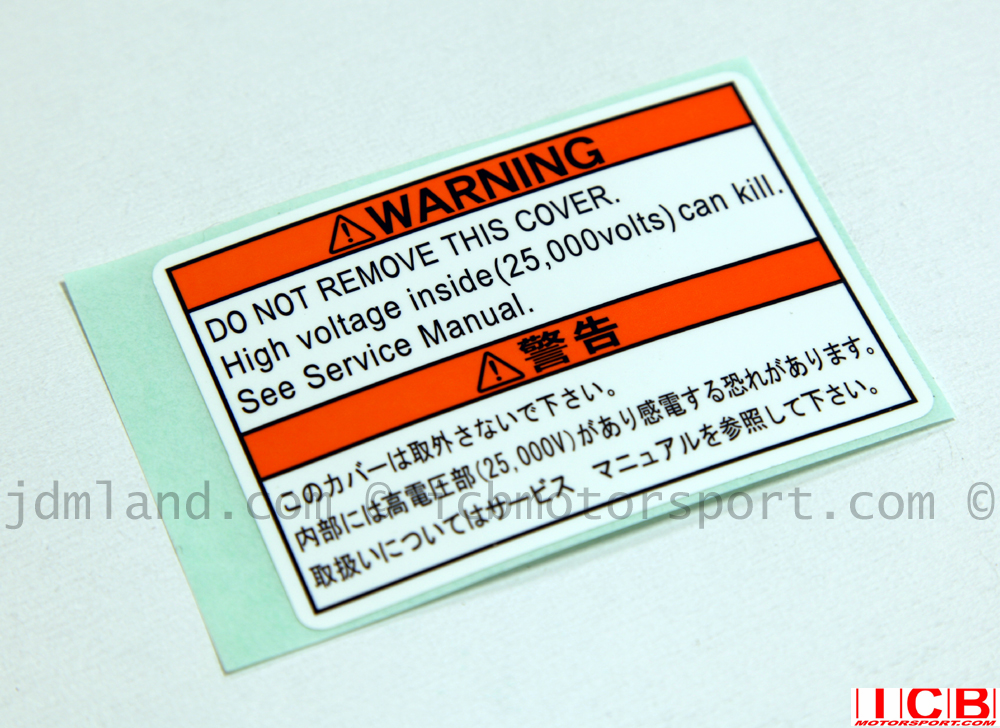 ⚠WARNING
DO NOT REMOVE THIS COVER.
High voltage inside(25,000volts)can kill.
See Service Manual.
⚠警告
このカバーは取外さないで下さい。
内部には高電圧部(25,000V)があり感電する恐れがあります。
取扱いについてはサービス マニュアルを参照して下さい。
jdmland.com © icbmotorsport.com ©
ICB
MOTORSPORT.COM